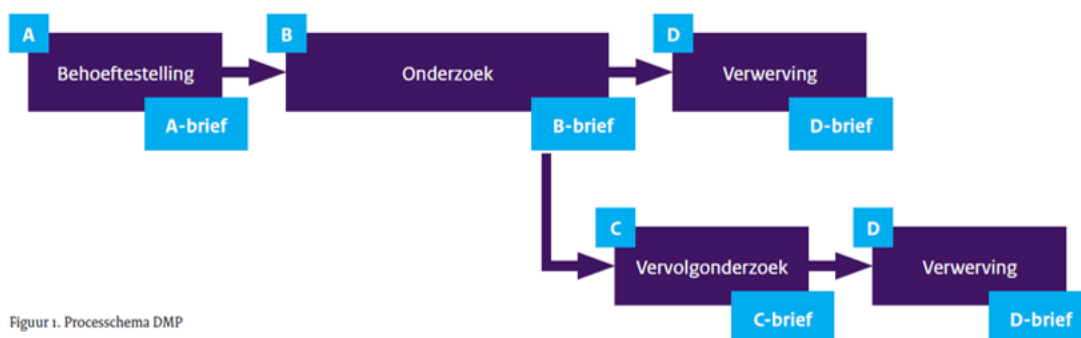 A
Behoeftestelling
A-brief
B
Onderzoek
B-brief
D
Verwerving
D-brief
C
Vervolgonderzoek
C-brief
D
Verwerving
D-brief
Figuur 1. Processchema DMP